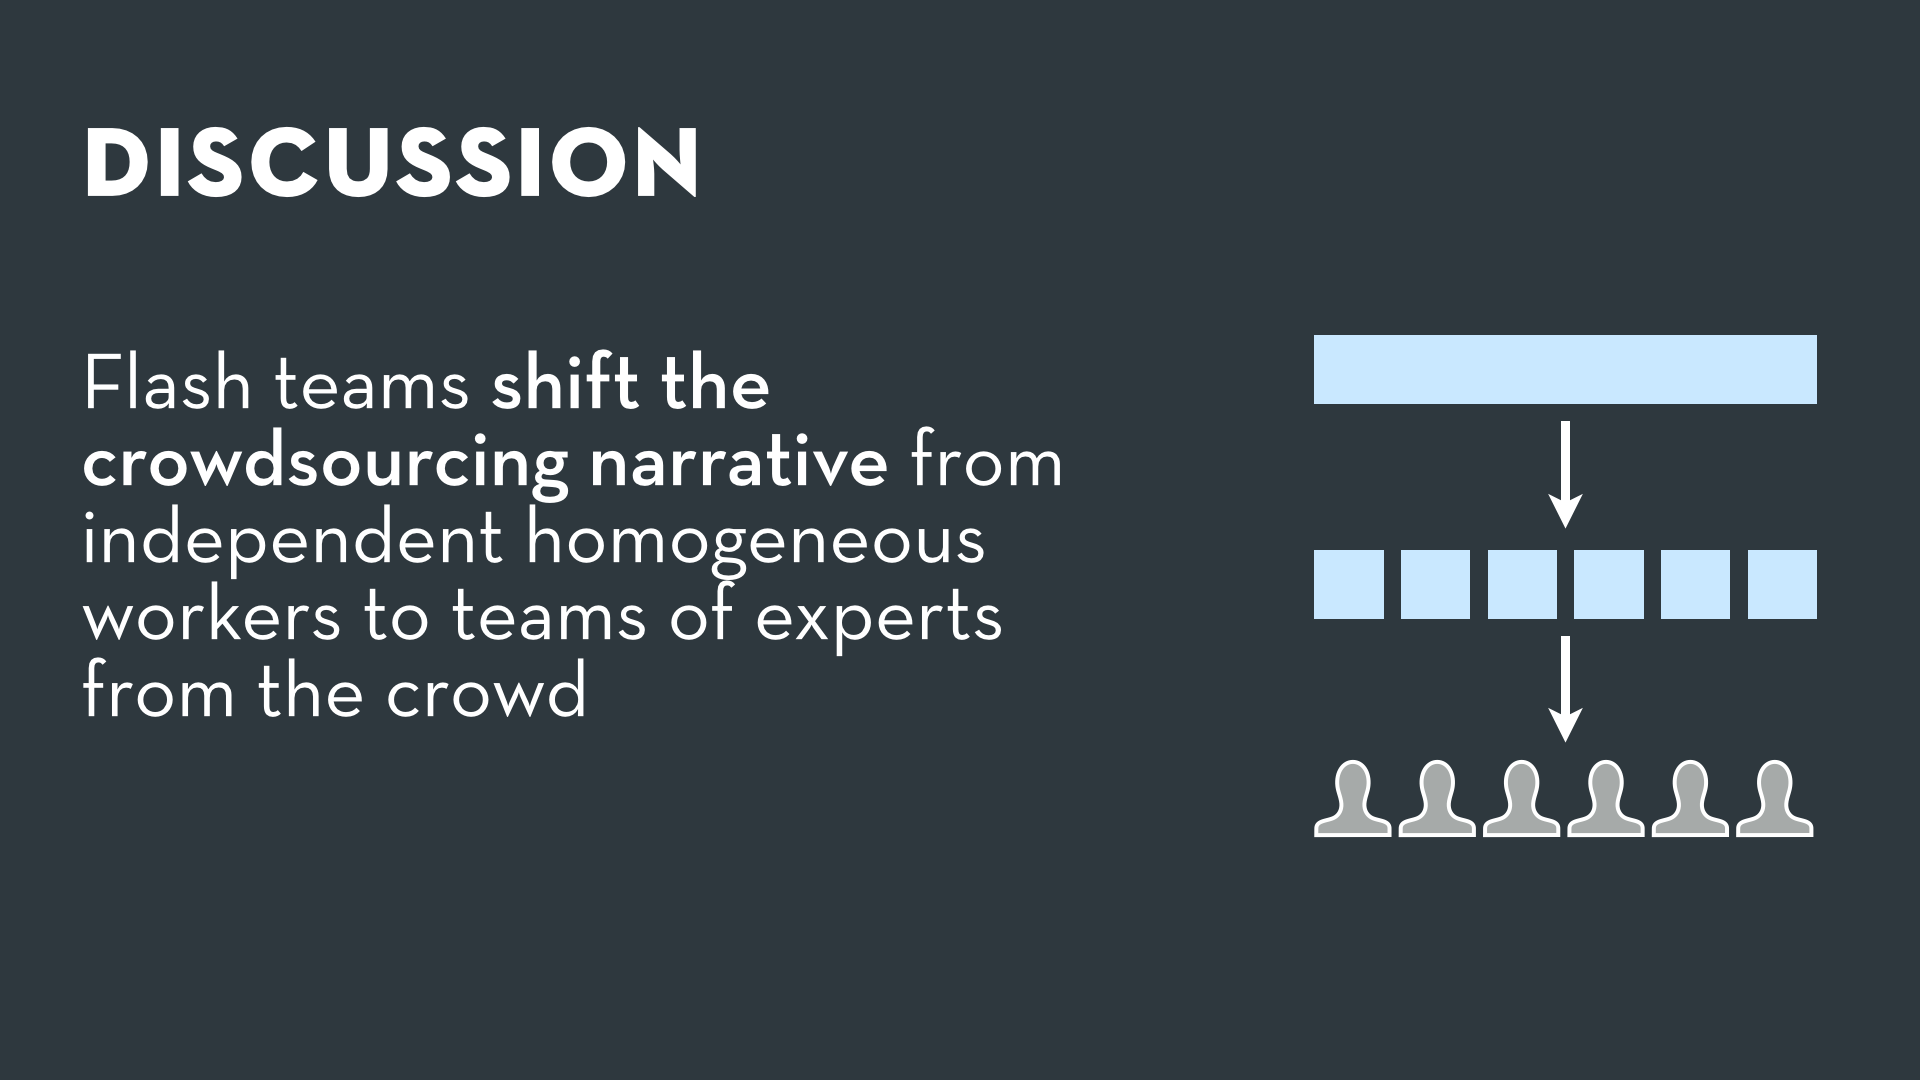 DISCUSSION
Flash teams shift the
crowdsourcing narrative from
independent homogeneous
workers to teams of experts
from the crowd